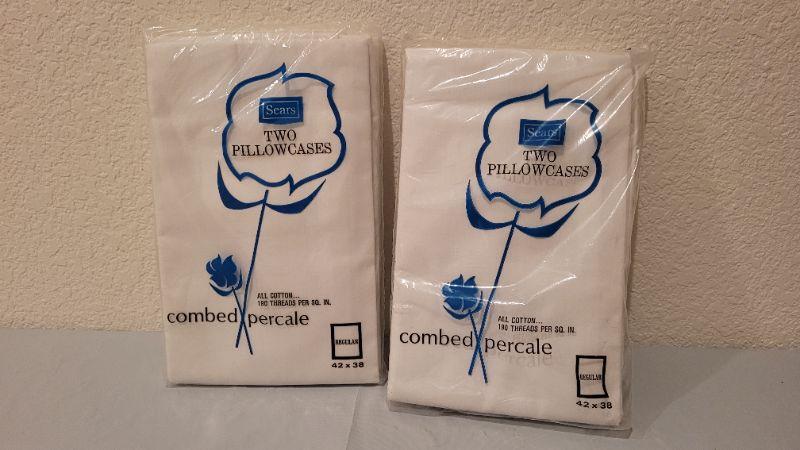 Sears
TWO
PILLOWCASES
ALL COTTON...
180 THREADS PER SQ. IN.
combed percale
REGULAR
42 x 38
Sears
TWO
PILLOWCASES
ALL COTTON...
180 THREADS PER SQ. IN.
combed percale
REGULAR
42 x 38